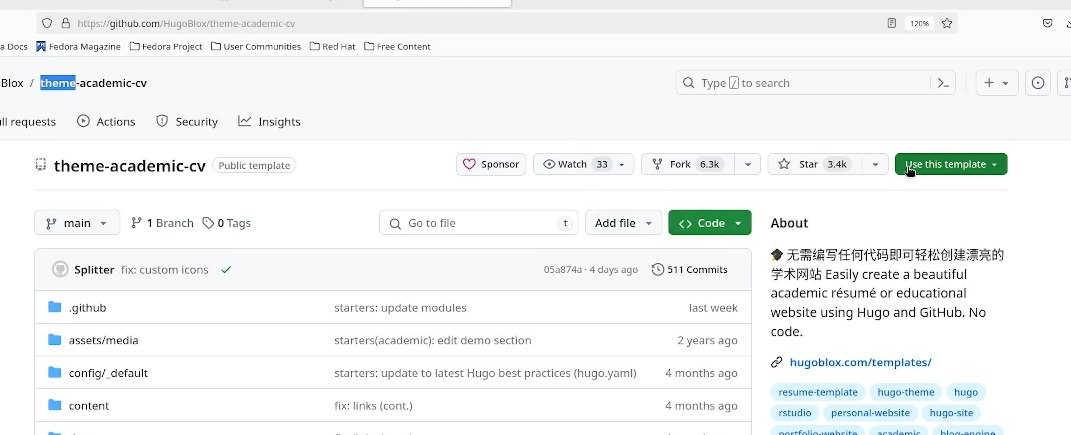 https://github.com/HugoBlox/theme-academic-cv 120%
a Docs Fedora Magazine Fedora Project User Communities Red Hat Free Content
Blox / theme-academic-cv Type / to search
ll requests Actions Security Insights
theme-academic-cv Public template Sponsor Watch 33 Fork 6.3k Star 3.4k Use this template
main 1 Branch 0 Tags Go to file t Add file Code
About
Splitter fix: custom icons 05a874a · 4 days ago 511 Commits
.github starters: update modules last week
assets/media starters(academic): edit demo section 2 years ago
config/_default starters: update to latest Hugo best practices (hugo.yaml) 4 months ago
content fix: links (cont.) 4 months ago
🎓 无需编写任何代码即可轻松创建漂亮的
学术网站 Easily create a beautiful
academic résumé or educational
website using Hugo and GitHub. No
code.
hugoblox.com/templates/
resume-template hugo-theme hugo
rstudio personal-website hugo-site
portfolio-website academic blog-engine